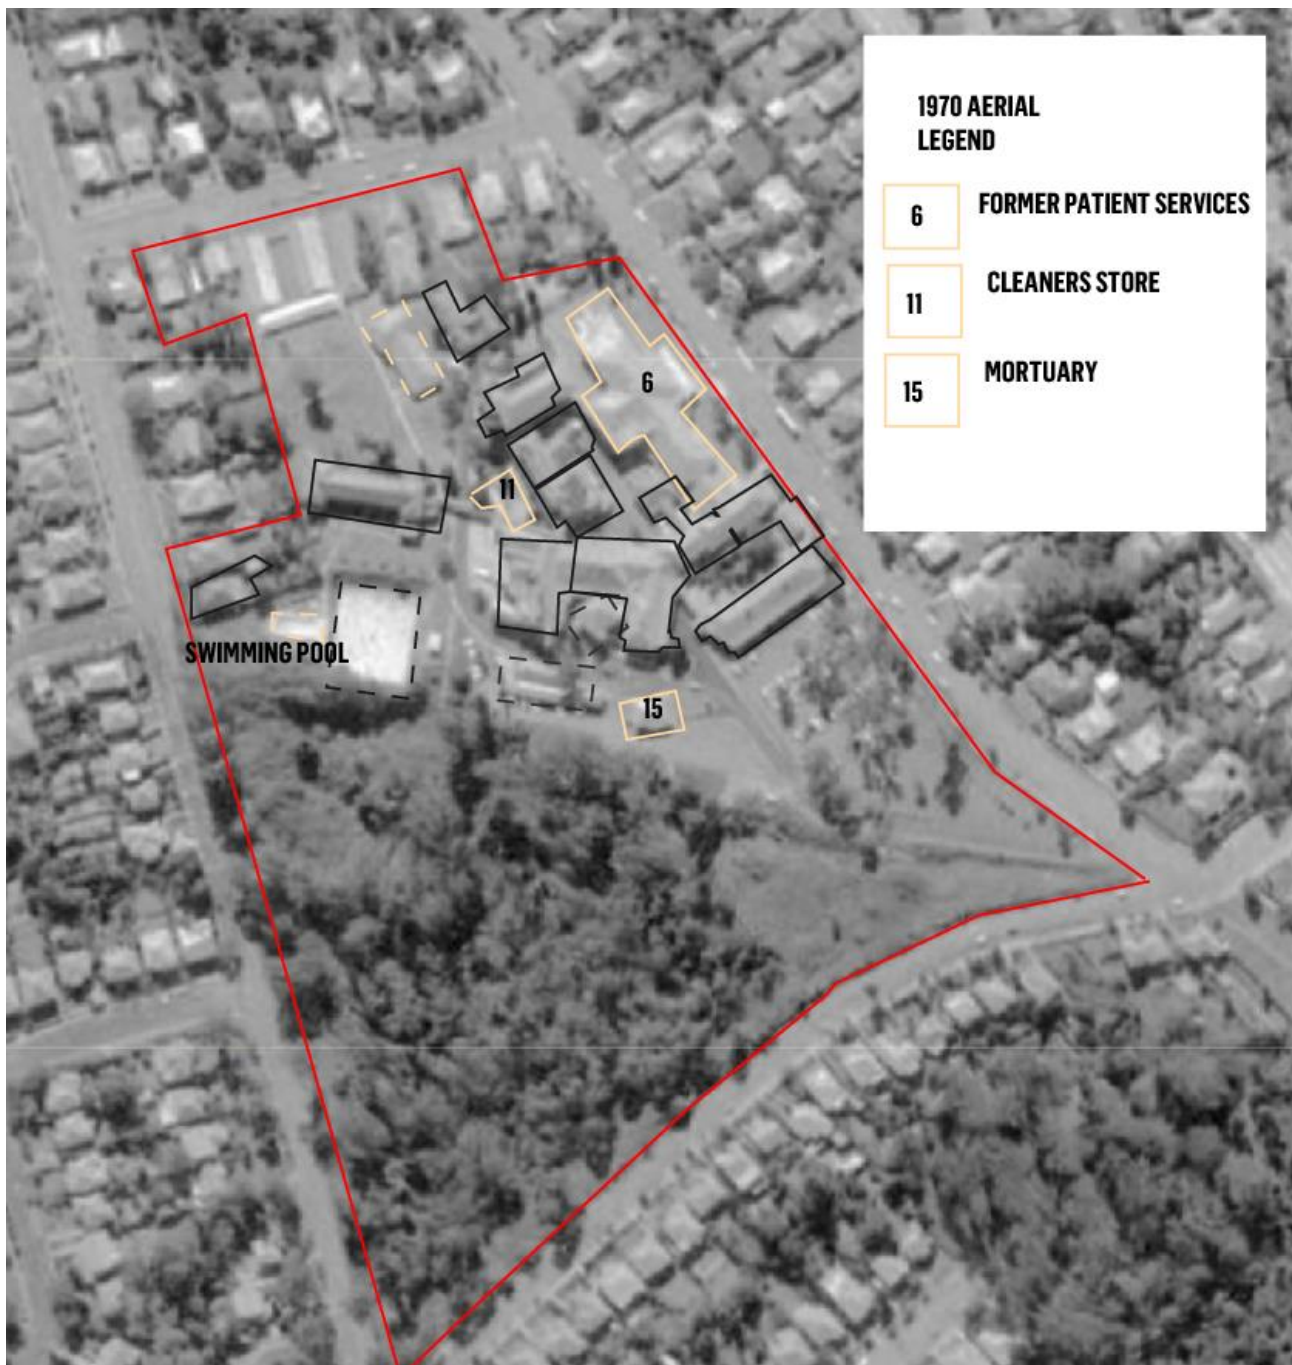 1970 AERIAL
LEGEND
6 FORMER PATIENT SERVICES
11 CLEANERS STORE
15 MORTUARY
6
11
SWIMMING POOL
15